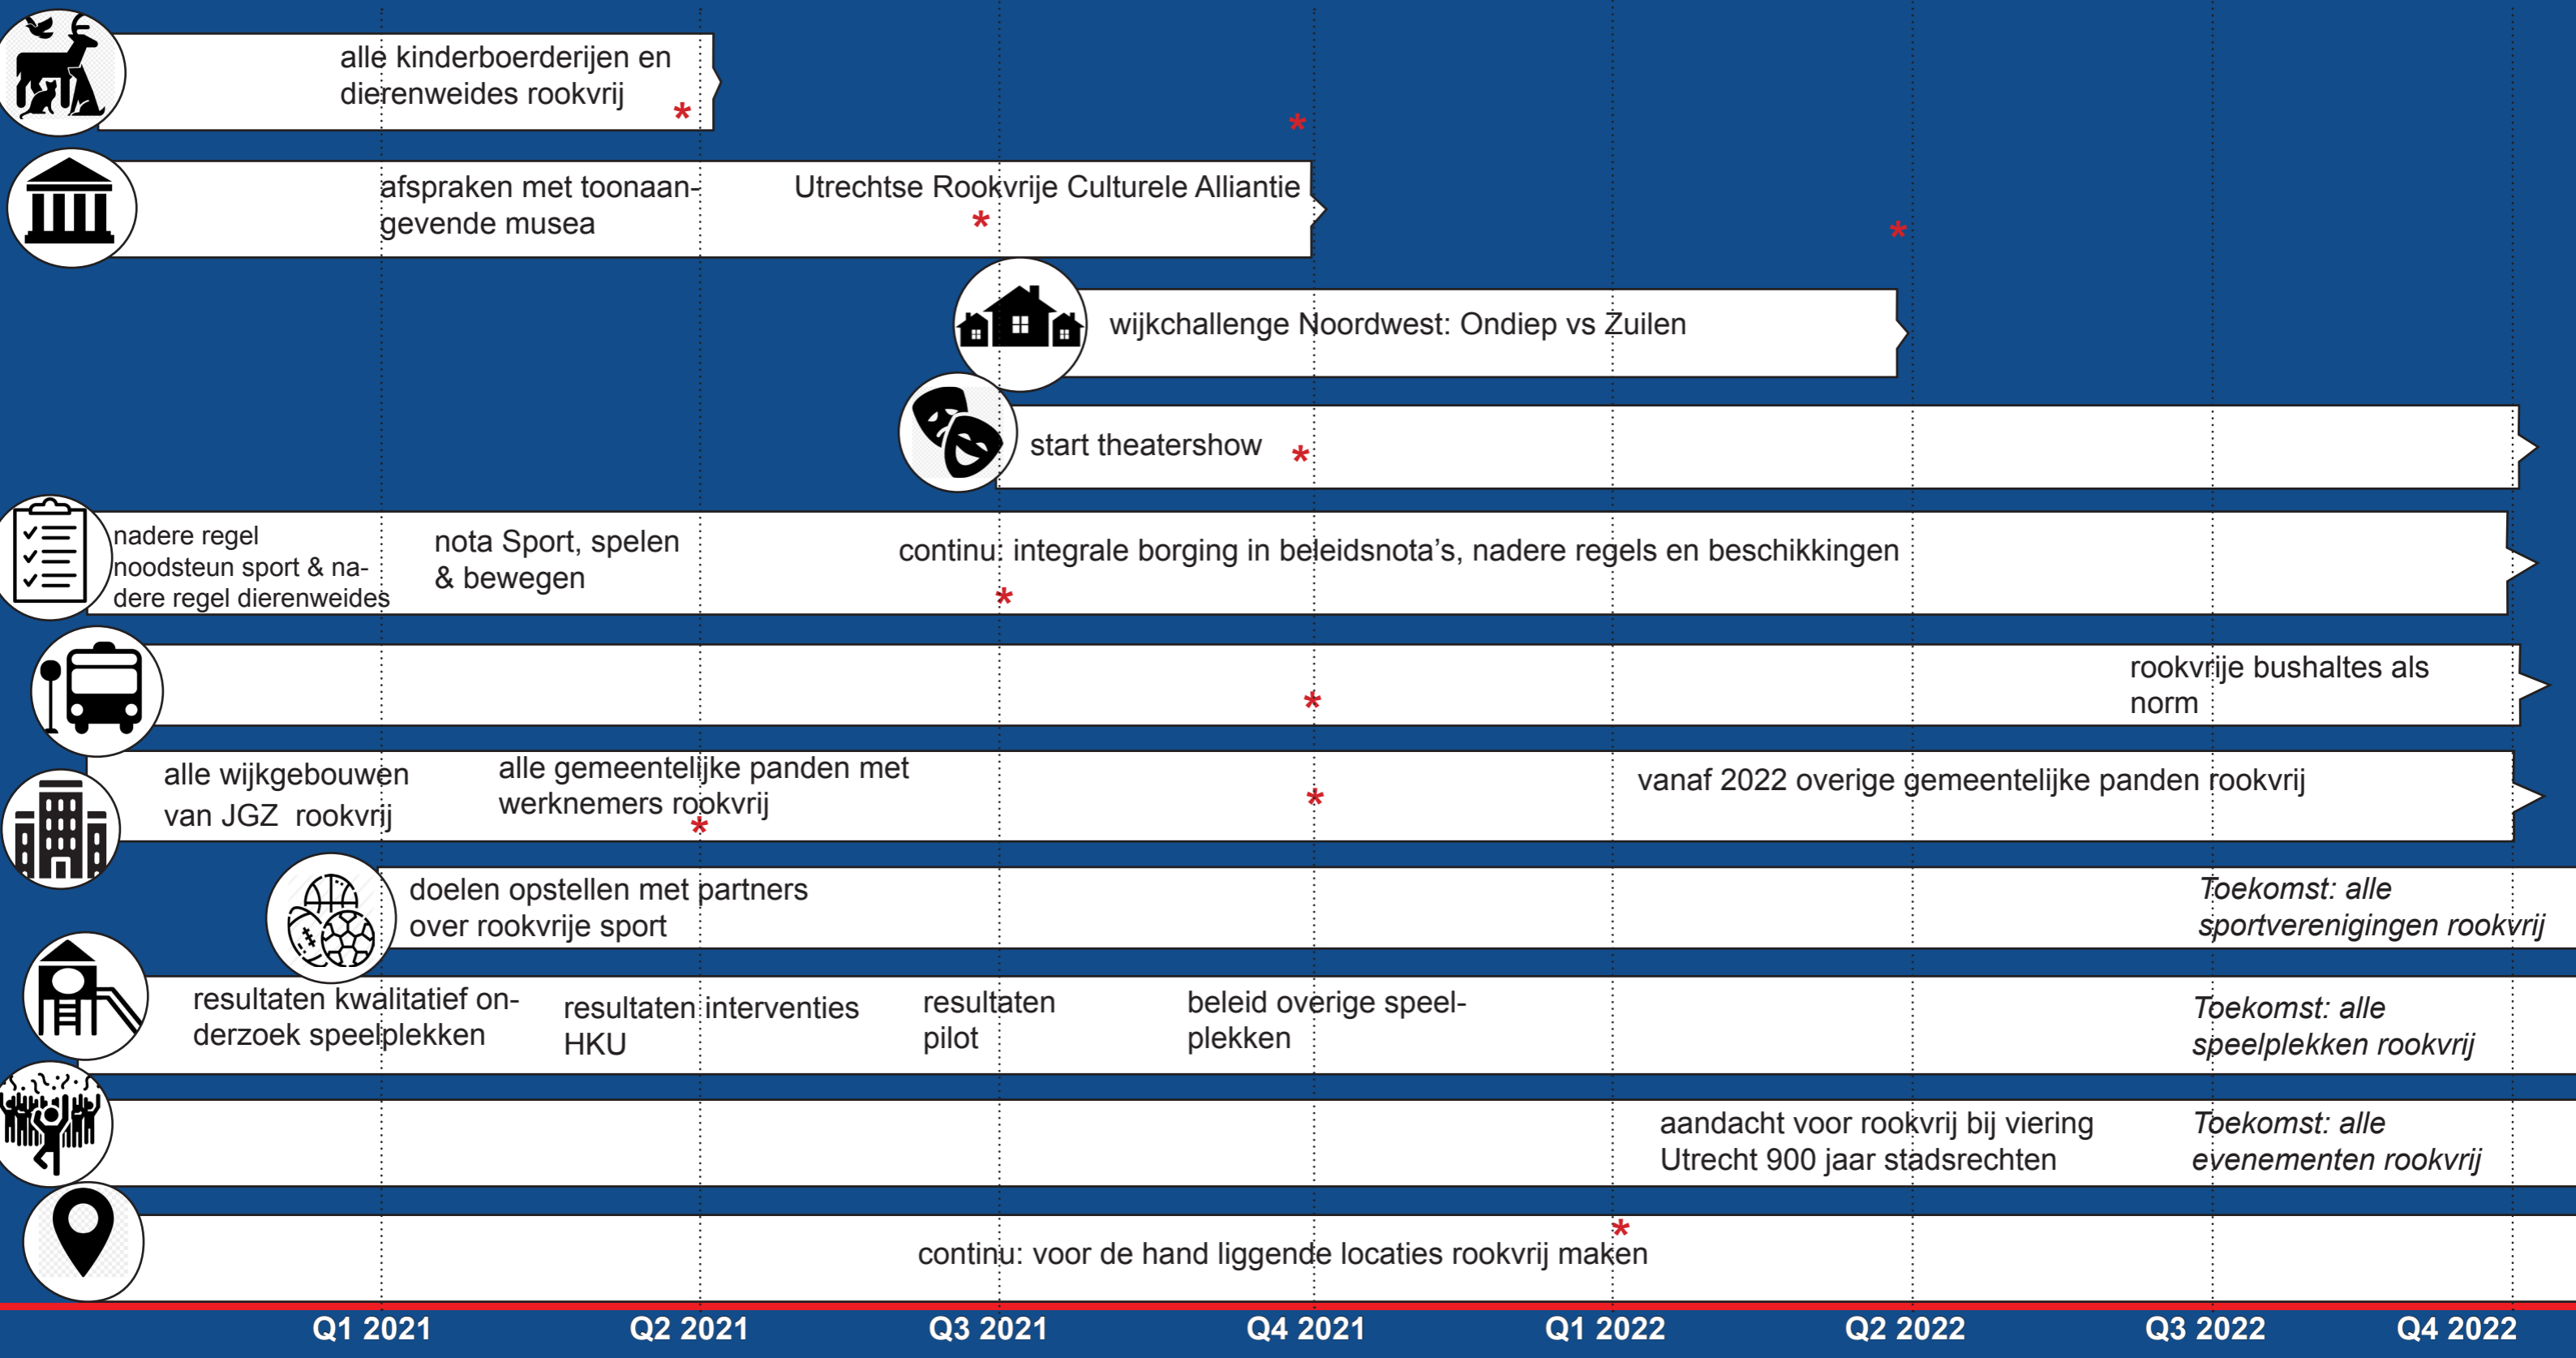 alle kinderboerderijen en
dierenweides rookvrij
*
*
afspraken met toonaan-
gevende musea
Utrechtse Rookvrije Culturele Alliantie
*
*
wijkchallenge Noordwest: Ondiep vs Zuilen
start theatershow
*
nadere regel
noodsteun sport & na-
dere regel dierenweides
nota Sport, spelen
& bewegen
continu: integrale borging in beleidsnota's, nadere regels en beschikkingen
*
rookvrije bushaltes als
norm
*
alle wijkgebouwen
van JGZ rookvrij
alle gemeentelijke panden met
werknemers rookvrij
*
*
vanaf 2022 overige gemeentelijke panden rookvrij
doelen opstellen met partners
over rookvrije sport
Toekomst: alle
sportverenigingen rookvrij
resultaten kwalitatief on-
derzoek speelplekken
resultaten interventies
HKU
resultaten
pilot
beleid overige speel-
plekken
Toekomst: alle
speelplekken rookvrij
aandacht voor rookvrij bij viering
Utrecht 900 jaar stadsrechten
Toekomst: alle
evenementen rookvrij
*
continu: voor de hand liggende locaties rookvrij maken
Q1 2021 Q2 2021 Q3 2021 Q4 2021 Q1 2022 Q2 2022 Q3 2022 Q4 2022